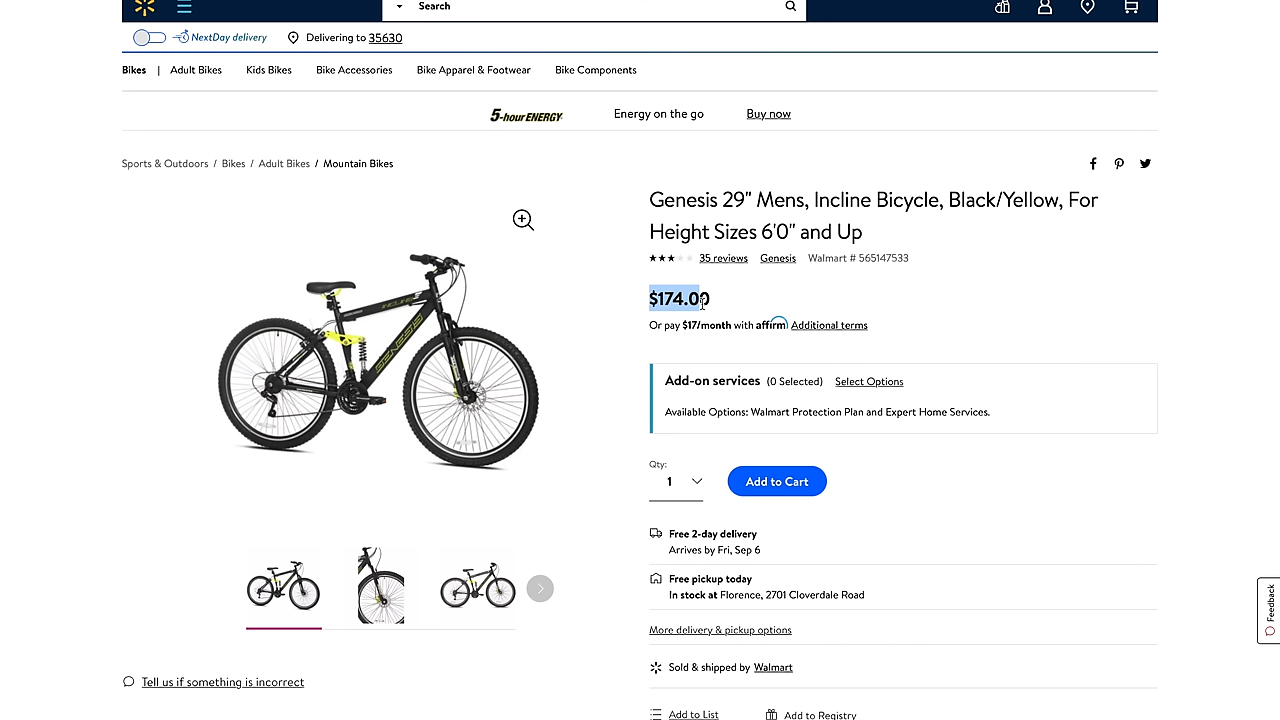 Search
NextDay delivery
Delivering to 35630
Bikes | Adult Bikes Kids Bikes Bike Accessories Bike Apparel & Footwear Bike Components
5-hour ENERGY Energy on the go Buy now
Sports & Outdoors / Bikes / Adult Bikes / Mountain Bikes
Genesis 29" Mens, Incline Bicycle, Black/Yellow, For
Height Sizes 6'0" and Up
35 reviews Genesis Walmart # 565147533
$174.00
Or pay $17/month with affirm Additional terms
Add-on services (0 Selected) Select Options
Available Options: Walmart Protection Plan and Expert Home Services.
Qty:
1
Add to Cart
Free 2-day delivery
Arrives by Fri, Sep 6
Free pickup today
In stock at Florence, 2701 Cloverdale Road
More delivery & pickup options
Sold & shipped by Walmart
Add to List Add to Registry
GENESIS
INCLINE
Tell us if something is incorrect
Feedback